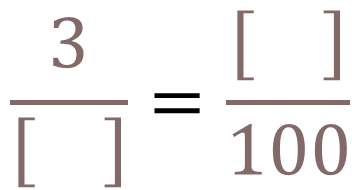 3/[ ] = [ ]/100